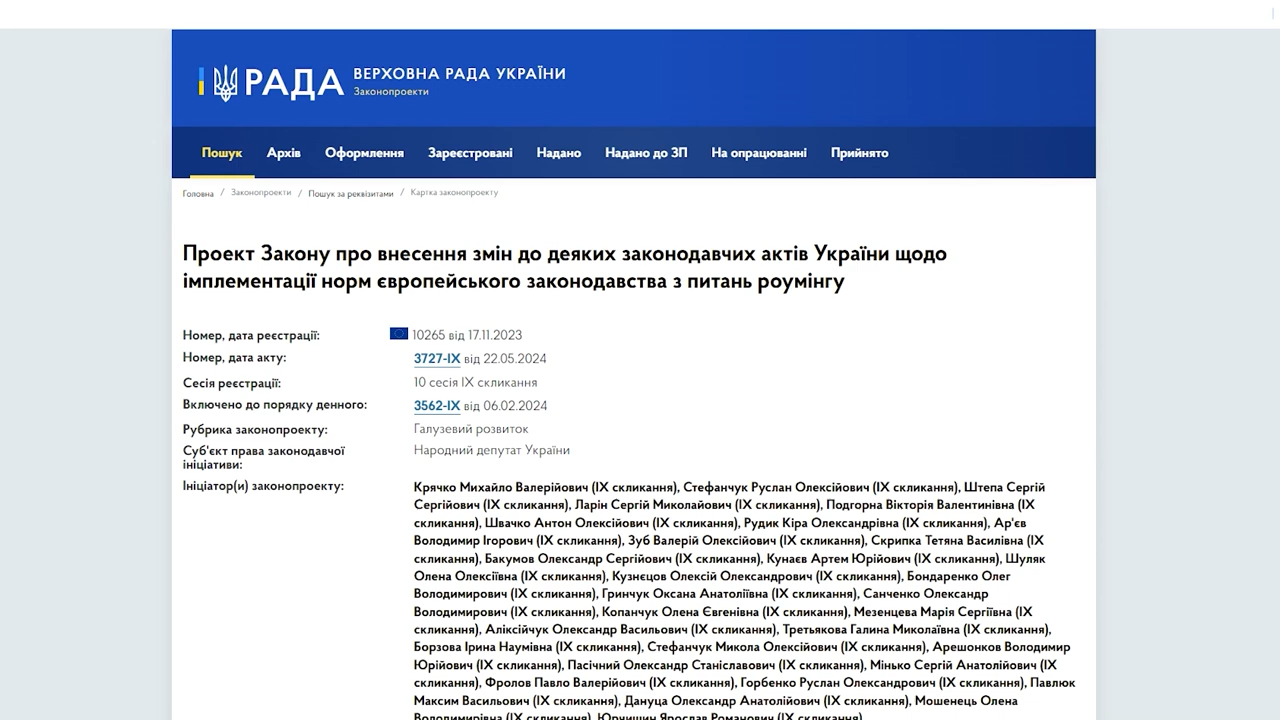 РАДА
ВЕРХОВНА РАДА УКРАЇНИ
Законопроекти
Пошук Архів Оформлення Зареєстровані Надано Надано до ЗП На опрацюванні Прийнято
Головна / Законопроекти / Пошук за реквізитами / Картка законопроекту
Проект Закону про внесення змін до деяких законодавчих актів України щодо
імплементації норм європейського законодавства з питань роумінгу
Номер, дата реєстрації: 10265 від 17.11.2023
Номер, дата акту: 3727-IX від 22.05.2024
Сесія реєстрації: 10 сесія IX скликання
Включено до порядку денного: 3562-IX від 06.02.2024
Рубрика законопроекту: Галузевий розвиток
Суб'єкт права законодавчої
ініціативи:
Народний депутат України
Ініціатор(и) законопроекту:
Крячко Михайло Валерійович (IX скликання), Стефанчук Руслан Олексійович (IX скликання), Штепа Сергій
Сергійович (IX скликання), Ларін Сергій Миколайович (IX скликання), Подгорна Вікторія Валентинівна (IX
скликання), Швачко Антон Олексійович (IX скликання), Рудик Кіра Олександрівна (IX скликання), Ар'єв
Володимир Ігорович (IX скликання), Зуб Валерій Олексійович (IX скликання), Скрипка Тетяна Василівна (IX
скликання), Бакумов Олександр Сергійович (IX скликання), Кунаєв Артем Юрійович (IX скликання), Шуляк
Олена Олексіївна (IX скликання), Кузнєцов Олексій Олександрович (IX скликання), Бондаренко Олег
Володимирович (IX скликання), Гринчук Оксана Анатоліївна (IX скликання), Санченко Олександр
Володимирович (IX скликання), Копанчук Олена Євгенівна (IX скликання), Мезенцева Марія Сергіївна (IX
скликання), Аліксійчук Олександр Васильович (IX скликання), Третьякова Галина Миколаївна (IX скликання),
Борзова Ірина Наумівна (IX скликання), Стефанчук Микола Олексійович (IX скликання), Арешонков Володимир
Юрійович (IX скликання), Пасічний Олександр Станіславович (IX скликання), Мінько Сергій Анатолійович (IX
скликання), Фролов Павло Валерійович (IX скликання), Горбенко Руслан Олександрович (IX скликання), Павлюк
Максим Васильович (IX скликання), Дануца Олександр Анатолійович (IX скликання), Мошенець Олена
Володимирівна (IX скликання), Юрчишин Ярослав Романович (IX скликання)